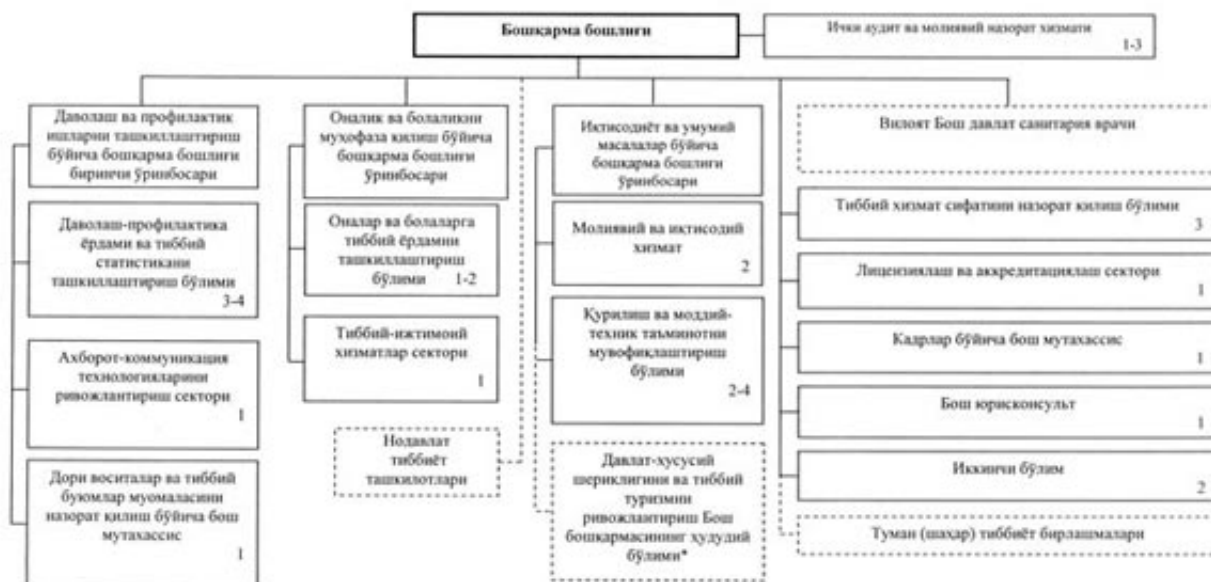 Бошқарма бошлиғи
Ички аудит ва молиявий назорат хизмати
1-3
Даволаш ва профилактик
ишларни ташкиллаштириш
бўйича бошқарма бошлиғи
биринчи ўринбосари
Даволаш-профилактика
ёрдами ва тиббий
статистикани
ташкиллаштириш бўлими
3-4
Ахборот-коммуникация
технологияларини
ривожлантириш сектори
1
Дори воситалар ва тиббий
буюмлар муомаласини
назорат қилиш бўйича бош
мутахассис
1
Оналик ва болаликни
муҳофаза қилиш бўйича
бошқарма бошлиғи
ўринбосари
Оналар ва болаларга
тиббий ёрдамни
ташкиллаштириш
бўлими
1-2
Тиббий-ижтимоий
хизматлар сектори
1
Нодавлат
тиббиёт
ташкилотлари
Иқтисодиёт ва умумий
масалалар бўйича
бошқарма бошлиғи
ўринбосари
Молиявий ва иқтисодий
хизмат
2
Қурилиш ва моддий-
техник таъминотни
мувофиқлаштириш
бўлими
2-4
Давлат-хусусий
шериклигини ва тиббий
туризмни
ривожлантириш Бош
бошқармасининг ҳудудий
бўлими*
Вилоят Бош давлат санитария врачи
Тиббий хизмат сифатини назорат қилиш бўлими
3
Лицензиялаш ва аккредитациялаш сектори
1
Кадрлар бўйича бош мутахассис
1
Бош юрисконсульт
1
Иккинчи бўлим
2
Туман (шаҳар) тиббиёт бирлашмалари